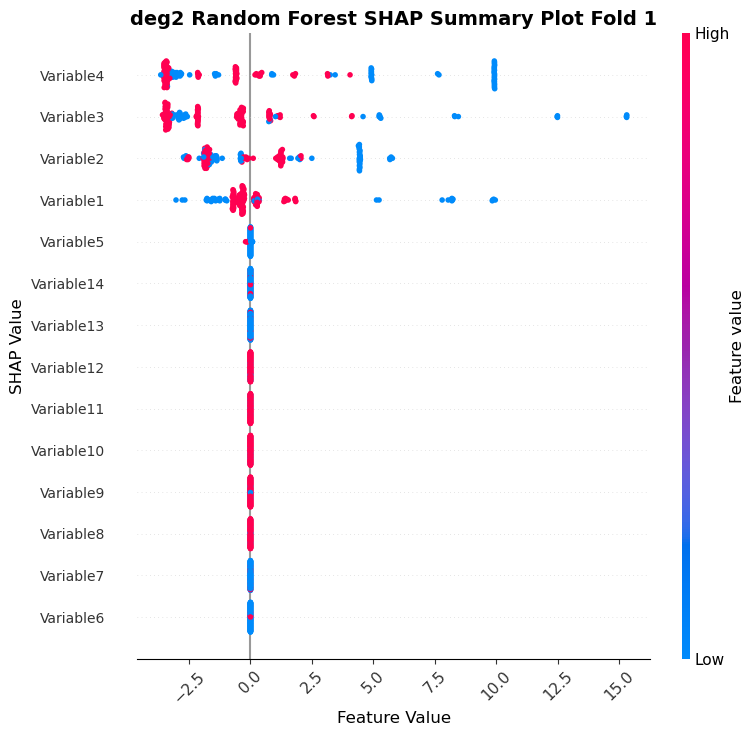 deg2 Random Forest SHAP Summary Plot Fold 1
High
Variable4
Variable3
Variable2
Variable1
Variable5
Variable14
Variable13
Variable12
Variable11
Variable10
Variable9
Variable8
Variable7
Variable6
SHAP Value
Feature value
Low
−2.5
0.0
2.5
5.0
7.5
10.0
12.5
15.0
Feature Value